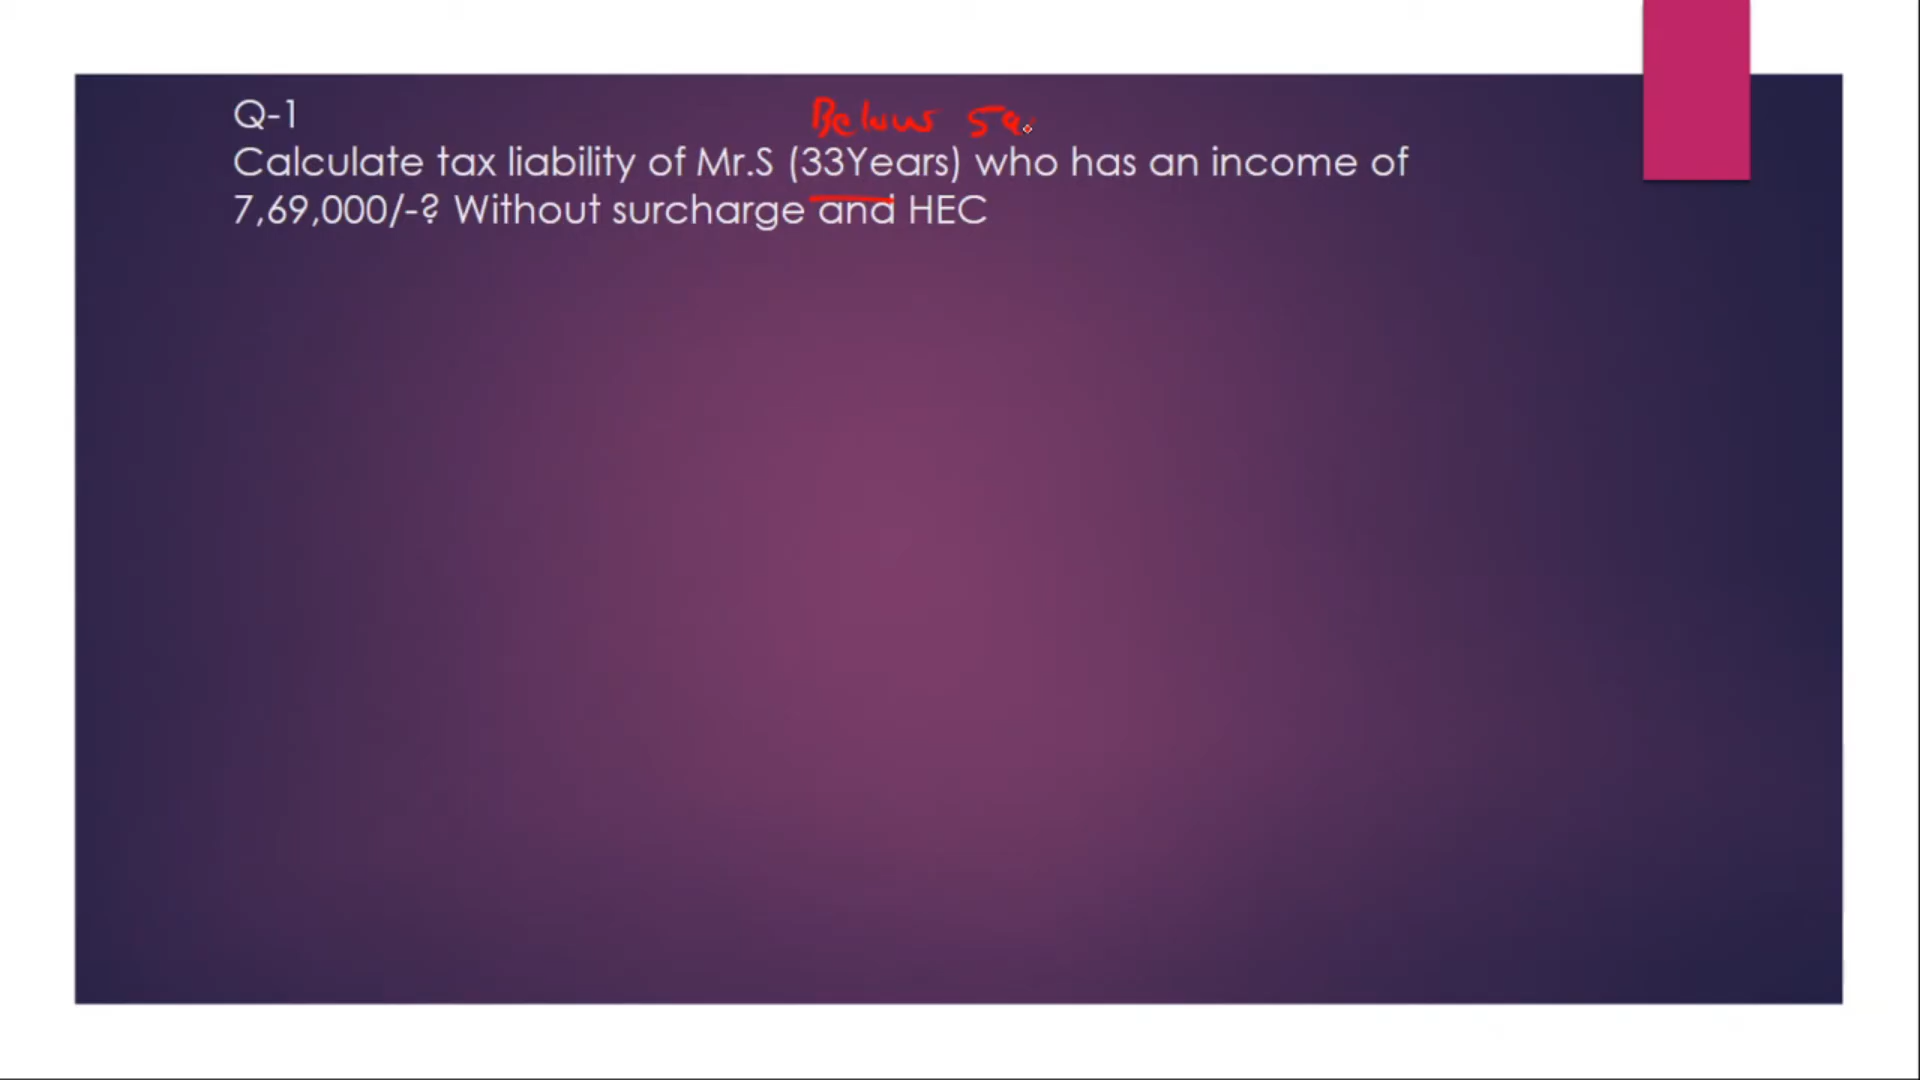 Q-1
Below 59
Calculate tax liability of Mr.S (33Years) who has an income of
7,69,000/-? Without surcharge and HEC